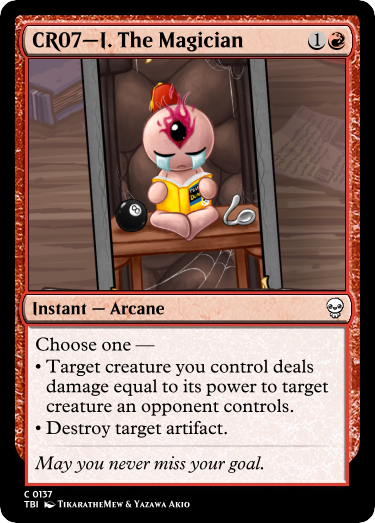 CR07—I. The Magician
1
Instant — Arcane
Choose one —
• Target creature you control deals
damage equal to its power to target
creature an opponent controls.
• Destroy target artifact.
May you never miss your goal.
C 0137
TBI TikaratheMew & Yazawa Akio
8